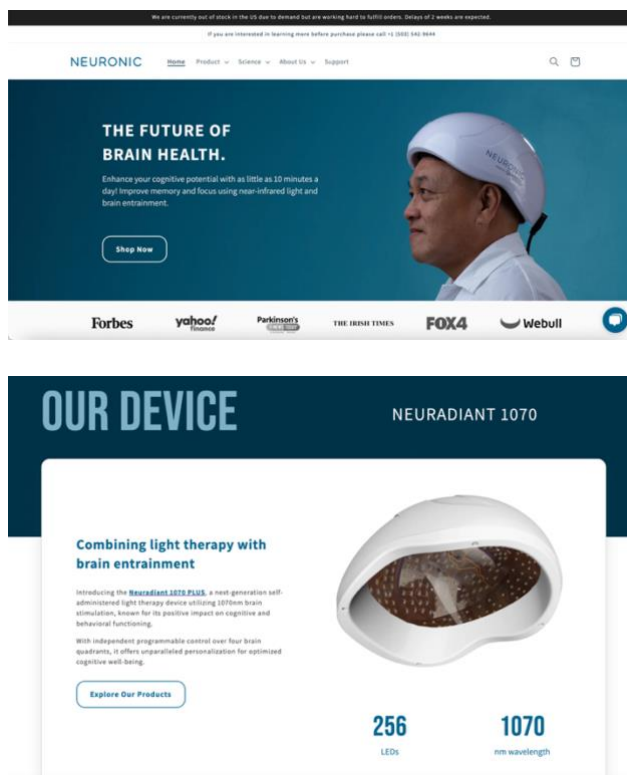 We are currently out of stock in the US due to demand but are working hard to fulfill orders. Delays of 2 weeks are expected.
If you are interested in learning more before purchase please call +1 (503) 541-9644
NEURONIC Home Product Science About Us Support
THE FUTURE OF
BRAIN HEALTH.
Enhance your cognitive potential with as little as 10 minutes a
day! Improve memory and focus using near-infrared light and
brain entrainment.
NEURONIC
Shop Now
Forbes yahoo! finance Parkinson's NEWS TODAY THE IRISH TIMES FOX4 Webull
OUR DEVICE
NEURADIANT 1070
Combining light therapy with
brain entrainment
Introducing the Neuradiant 1070 PLUS, a next-generation self-
administered light therapy device utilizing 1070nm brain
stimulation, known for its positive impact on cognitive and
behavioral functioning.
With independent programmable control over four brain
quadrants, it offers unparalleled personalization for optimized
cognitive well-being.
Explore Our Products
256 1070
LEDs nm wavelength